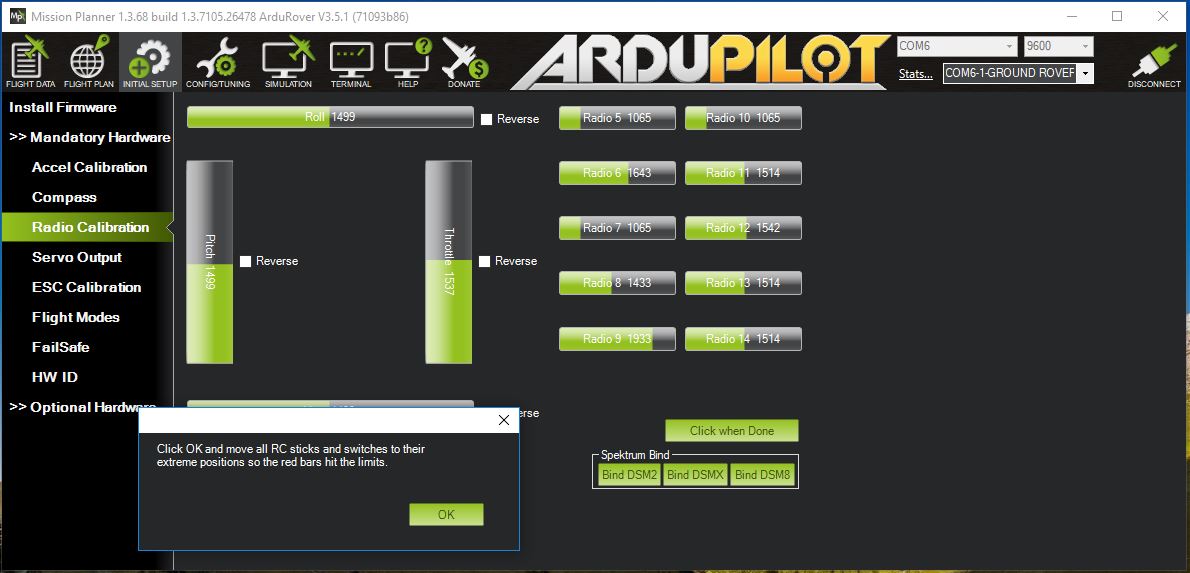 Mission Planner 1.3.68 build 1.3.7105.26478 ArduRover V3.5.1 (71093b86)
FLIGHT DATA
FLIGHT PLAN
INITIAL SETUP
CONFIG/TUNING
SIMULATION
TERMINAL
HELP
DONATE
ARDUPILOT
COM6
9600
Stats...
COM6-1-GROUND ROVER
DISCONNECT
Install Firmware
>> Mandatory Hardware
Accel Calibration
Compass
Radio Calibration
Servo Output
ESC Calibration
Flight Modes
FailSafe
HW ID
>> Optional Hardware
Roll 1499
Reverse
Pitch 1499
Reverse
Throttle 1537
Reverse
Radio 5 1065
Radio 10 1065
Radio 6 1643
Radio 11 1514
Radio 7 1065
Radio 12 1542
Radio 8 1433
Radio 13 1514
Radio 9 1933
Radio 14 1514
erse
Click when Done
Spektrum Bind
Bind DSM2
Bind DSMX
Bind DSM8
Click OK and move all RC sticks and switches to their
extreme positions so the red bars hit the limits.
OK